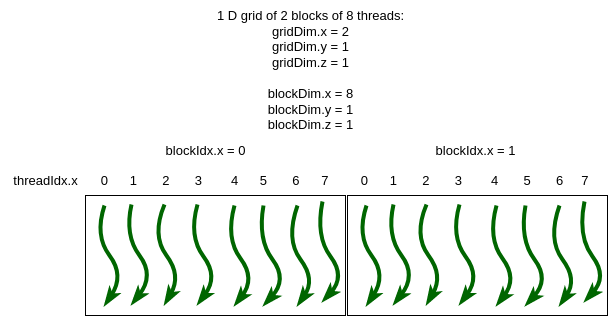 1 D grid of 2 blocks of 8 threads:
gridDim.x = 2
gridDim.y = 1
gridDim.z = 1
blockDim.x = 8
blockDim.y = 1
blockDim.z = 1
blockIdx.x = 0 blockIdx.x = 1
threadIdx.x 0 1 2 3 4 5 6 7 0 1 2 3 4 5 6 7